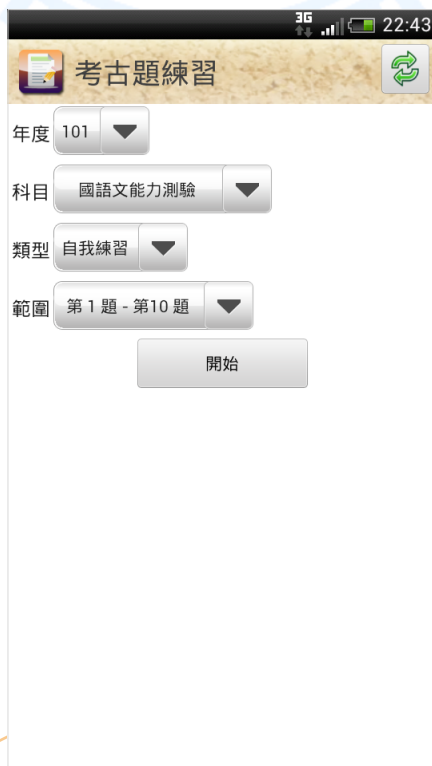 3G 22:43
考古題練習
年度 101
科目 國語文能力測驗
類型 自我練習
範圍 第 1 題 - 第10 題
開始